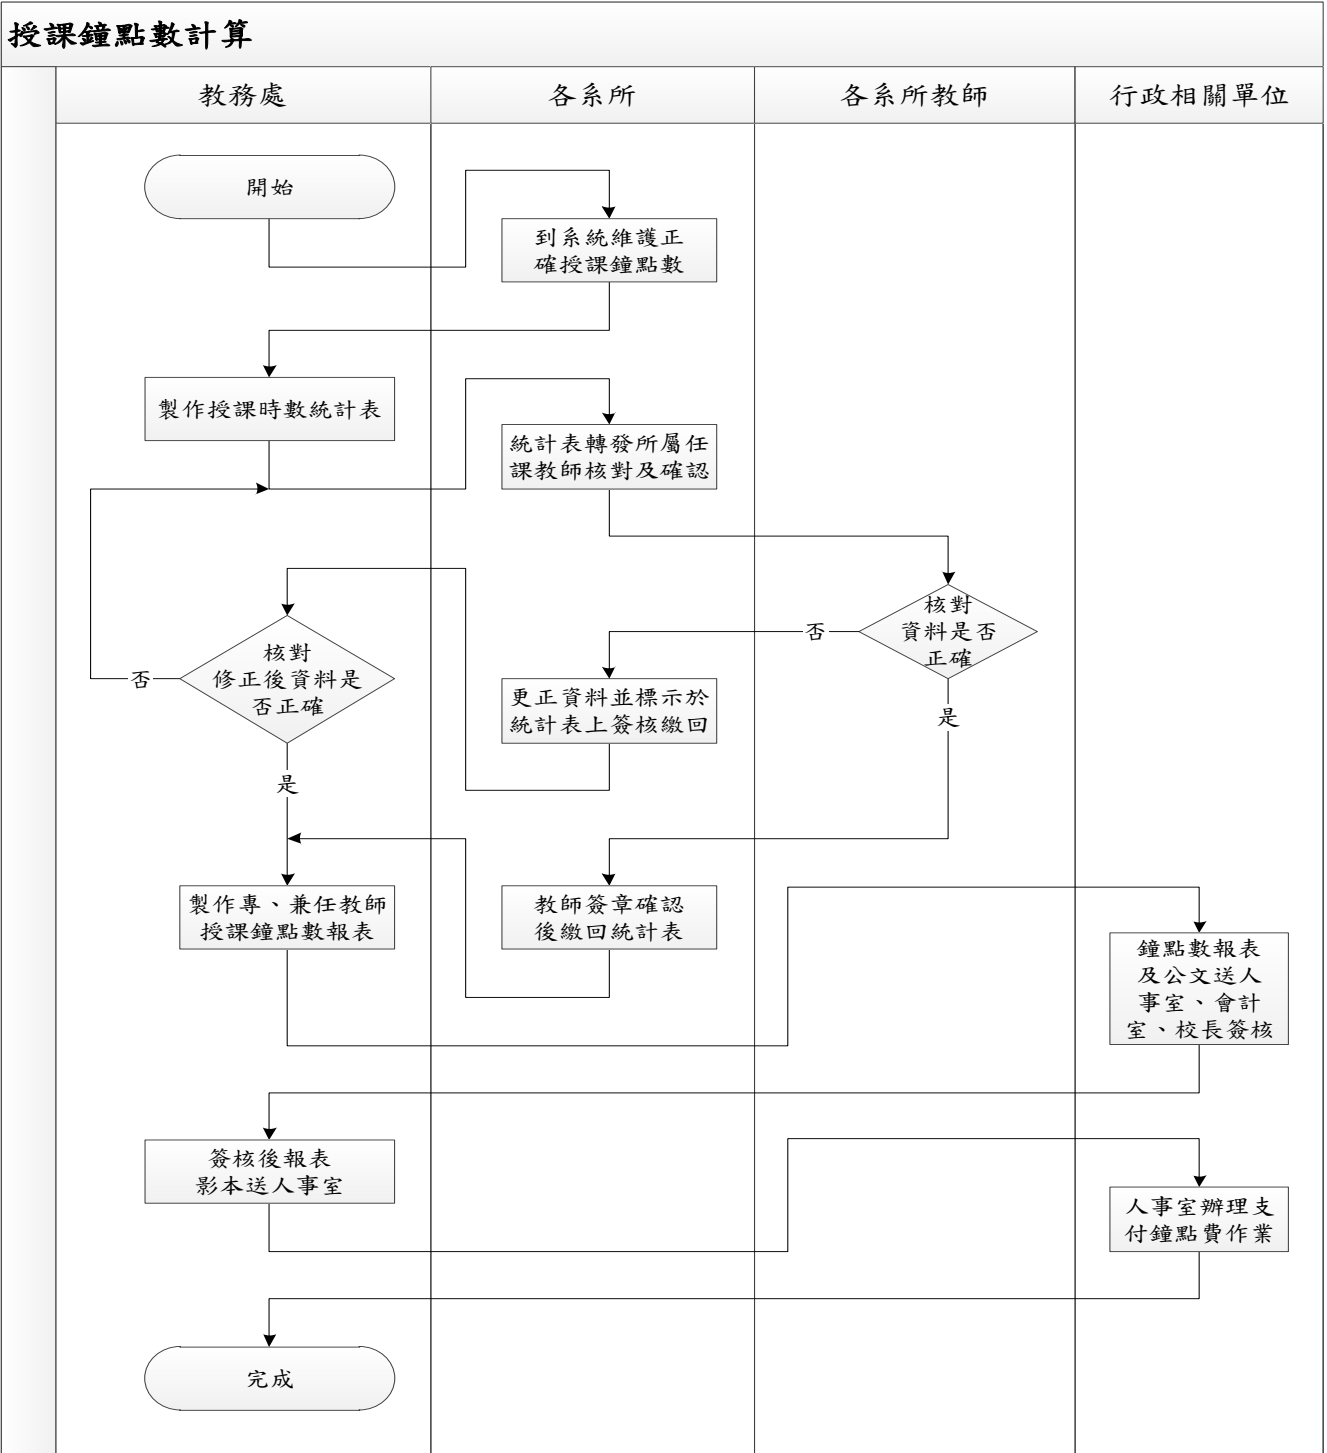 授課鐘點數計算
教務處
各系所
各系所教師
行政相關單位
開始
到系統維護正
確授課鐘點數
製作授課時數統計表
統計表轉發所屬任
課教師核對及確認
核對
資料是否
正確
否
是
更正資料並標示於
統計表上簽核繳回
核對
修正後資料是
否正確
否
是
教師簽章確認
後繳回統計表
製作專、兼任教師
授課鐘點數報表
鐘點數報表
及公文送人
事室、會計
室、校長簽核
簽核後報表
影本送人事室
人事室辦理支
付鐘點費作業
完成